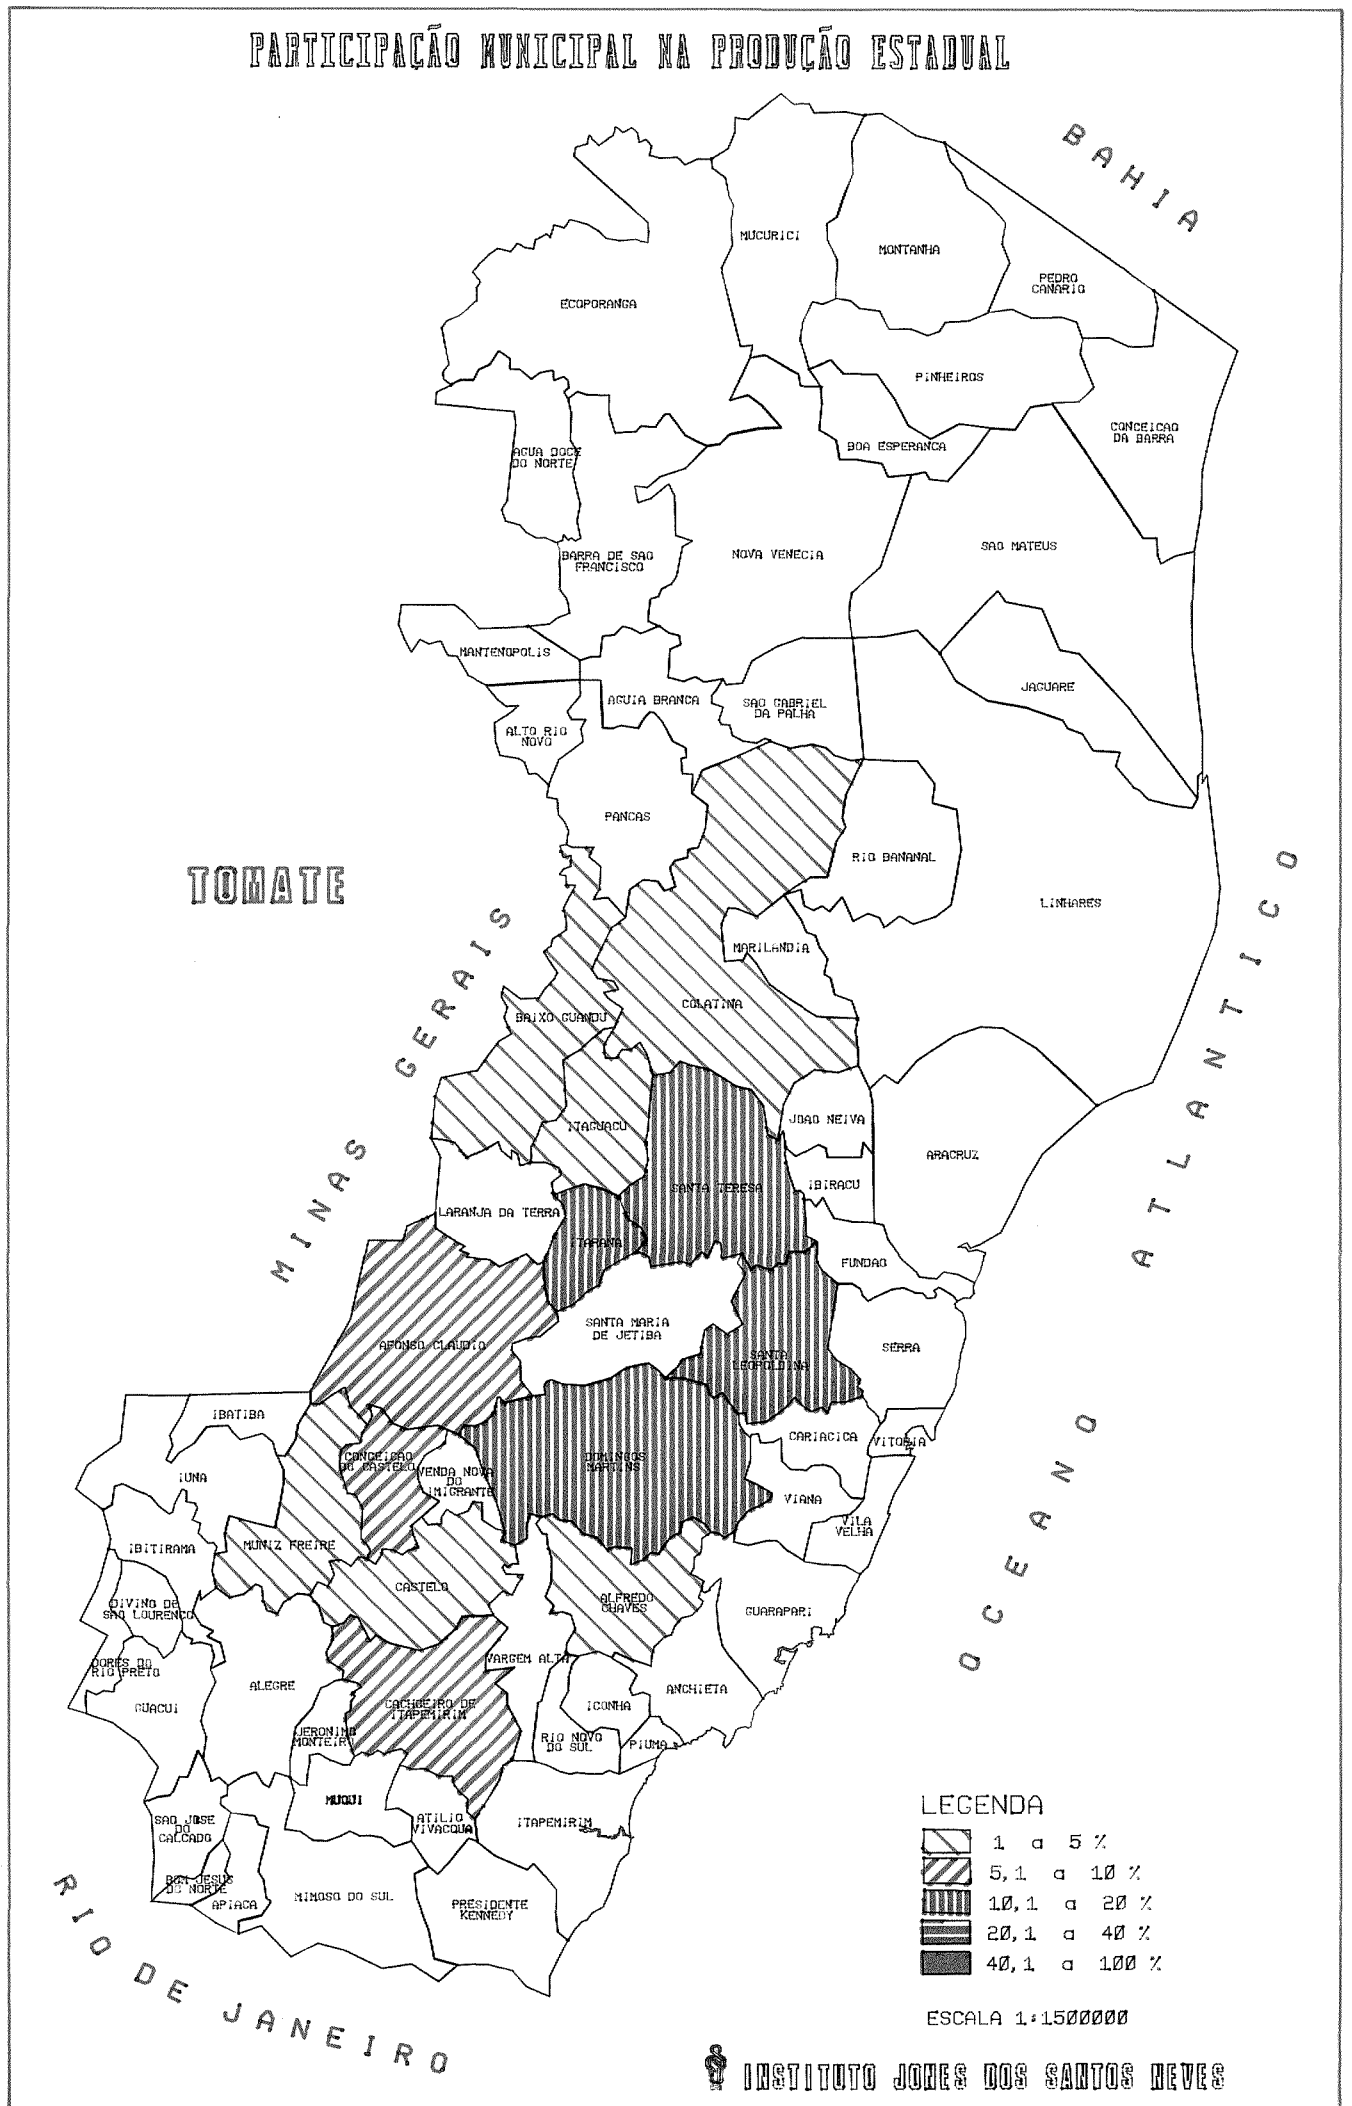 PARTICIPAÇÃO MUNICIPAL NA PRODUÇÃO ESTADUAL
BAHIA
MUCURICI
MONTANHA
PEDRO
CANARIO
ECOPORANGA
PINHEIROS
CONCEICAO
DA BARRA
BOA ESPERANCA
AGUA DOCE
DO NORTE
SAO MATEUS
BARRA DE SAO
FRANCISCO
NOVA VENECIA
MANTENOPOLIS
JAGUARE
AGUIA BRANCA
SAO GABRIEL
DA PALHA
ALTO RIO
NOVO
PANCAS
RIO BANANAL
TOMATE
LINHARES
MARILANDIA
COLATINA
BAIXO GUANDU
MINAS GERAIS
OCEANO ATLANTICO
JOAO NEIVA
ITAGUACU
ARACRUZ
IBIRACU
SANTA TERESA
LARANJA DA TERRA
ITARANA
FUNDAO
SANTA MARIA
DE JETIBA
AFONSO CLAUDIO
SERRA
SANTA
LEOPOLDINA
IBATIBA
CARIACICA
VITORIA
CONCEICAO
DO CASTELO
DOMINGOS
MARTINS
IUNA
VENDA NOVA
DO
IMIGRANTE
VIANA
VILA
VELHA
IBITIRAMA
MUNIZ FREIRE
CASTELO
ALFREDO
CHAVES
DIVINO DE
SAO LOURENCO
GUARAPARI
VARGEM ALTA
DORES DO
RIO PRETO
ALEGRE
ANCHIETA
GUACUI
CACHOEIRO DE
ITAPEMIRIM
ICONHA
JERONIMO
MONTEIRO
RIO NOVO
DO SUL
PIUMA
MUQUI
SAO JOSE
DO
CALCADO
ATILIO
VIVACQUA
ITAPEMIRIM
BOM JESUS
DO NORTE
APIACA
MIMOSO DO SUL
PRESIDENTE
KENNEDY
RIO DE JANEIRO
LEGENDA
1 a 5 %
5,1 a 10 %
10,1 a 20 %
20,1 a 40 %
40,1 a 100 %
ESCALA 1:1500000
INSTITUTO JONES DOS SANTOS NEVES